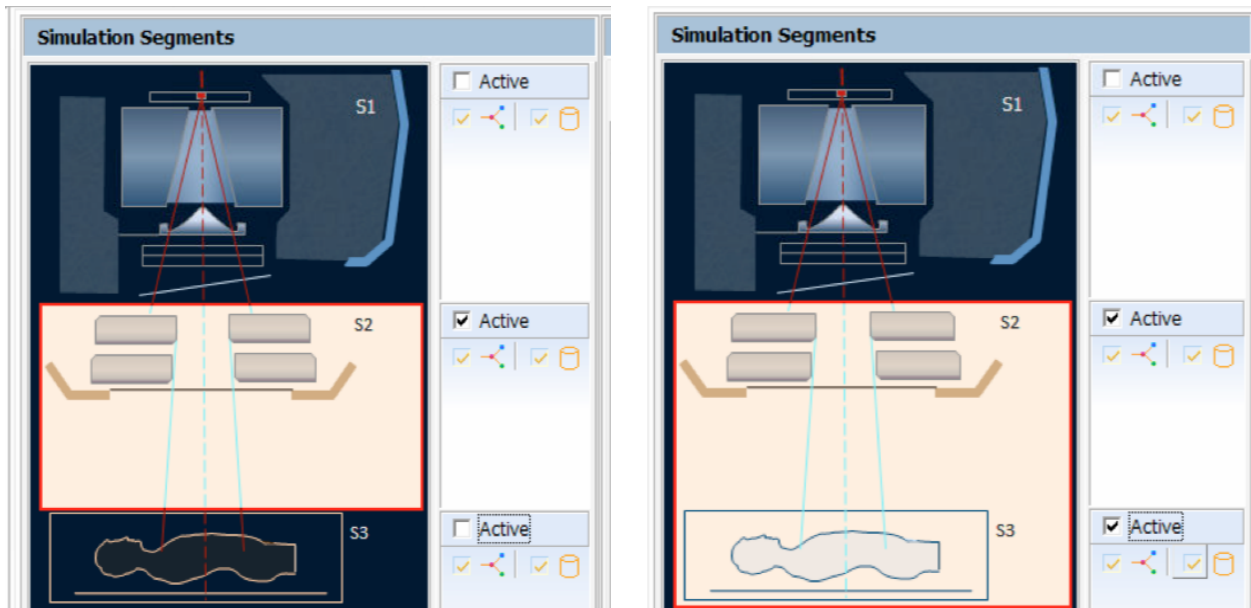 Simulation Segments
S1
Active
S2
Active
S3
Active
Simulation Segments
S1
Active
S2
Active
S3
Active